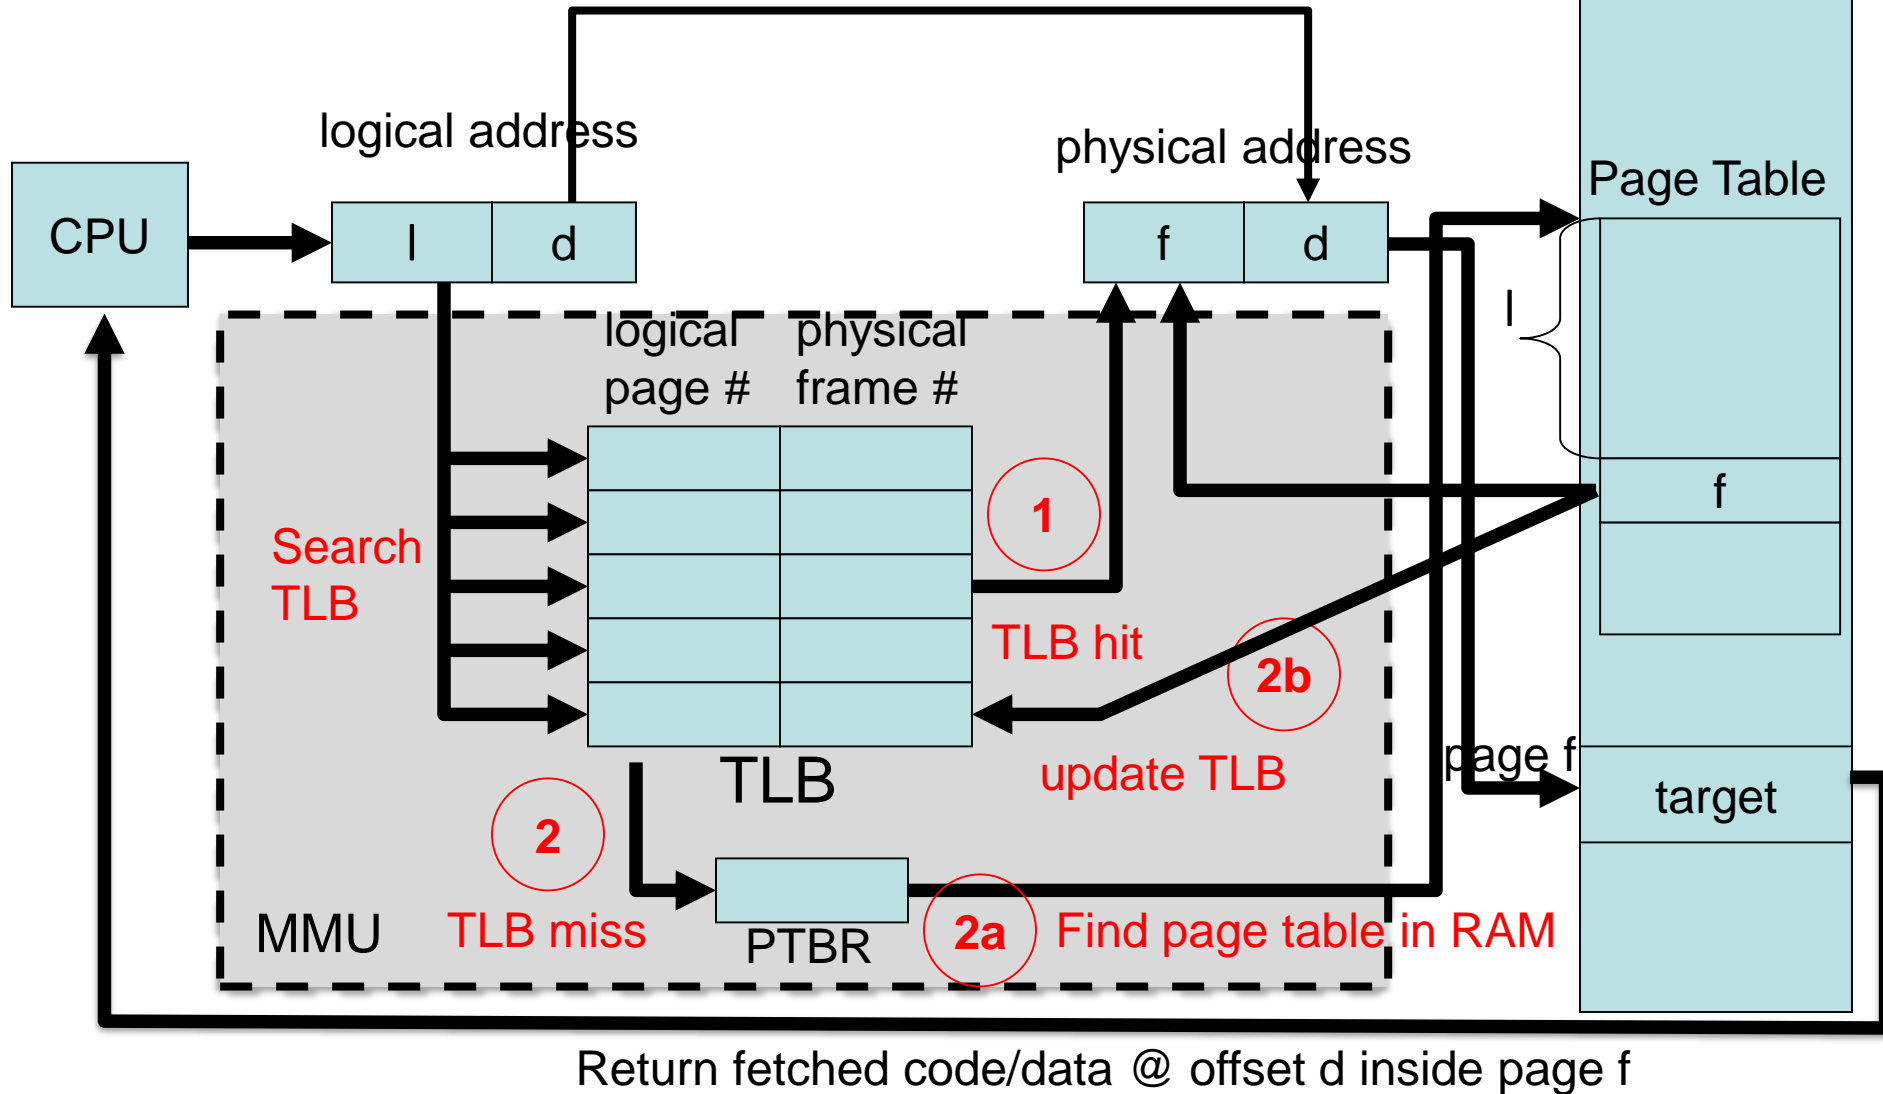 logical address
physical address
Page Table
CPU
l
d
f
d
l
logical
page #
physical
frame #
1
f
Search
TLB
TLB hit
2b
page f
update TLB
TLB
target
2
PTBR
2a
Find page table in RAM
TLB miss
MMU
Return fetched code/data @ offset d inside page f